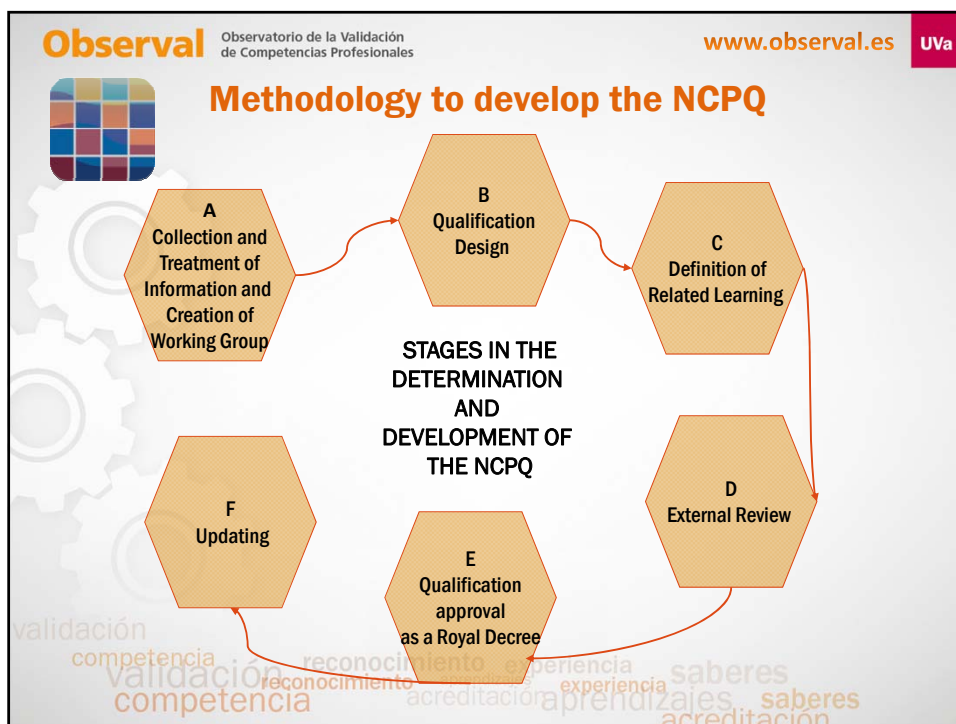 Observal
Observatorio de la Validación
de Competencias Profesionales
www.observal.es
UVa
Methodology to develop the NCPQ
A
Collection and
Treatment of
Information and
Creation of
Working Group
B
Qualification
Design
C
Definition of
Related Learning
STAGES IN THE
DETERMINATION
AND
DEVELOPMENT OF
THE NCPQ
D
External Review
E
Qualification
approval
as a Royal Decree
F
Updating
validación
competencia
validación
reconocimiento
experiencia
saberes
reconocimiento
aprendizajes
experiencia
competencia
acreditación
aprendizajes
saberes
acreditación